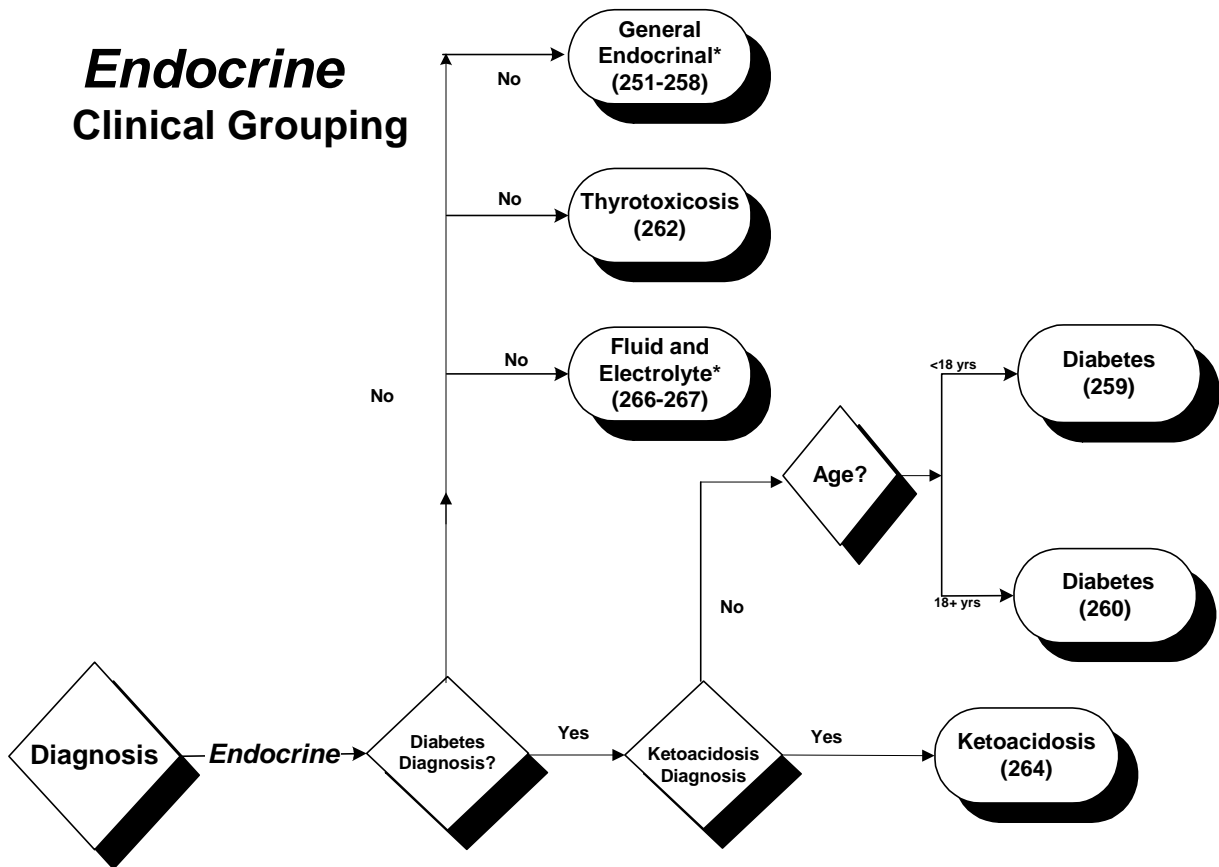 Endocrine
Clinical Grouping
General
Endocrinal*
(251-258)
No
No
Thyrotoxicosis
(262)
No
Fluid and
Electrolyte*
(266-267)
No
<18 yrs
Diabetes
(259)
Age?
No
18+ yrs
Diabetes
(260)
Diagnosis
Endocrine
Diabetes
Diagnosis?
Yes
Ketoacidosis
Diagnosis
Yes
Ketoacidosis
(264)